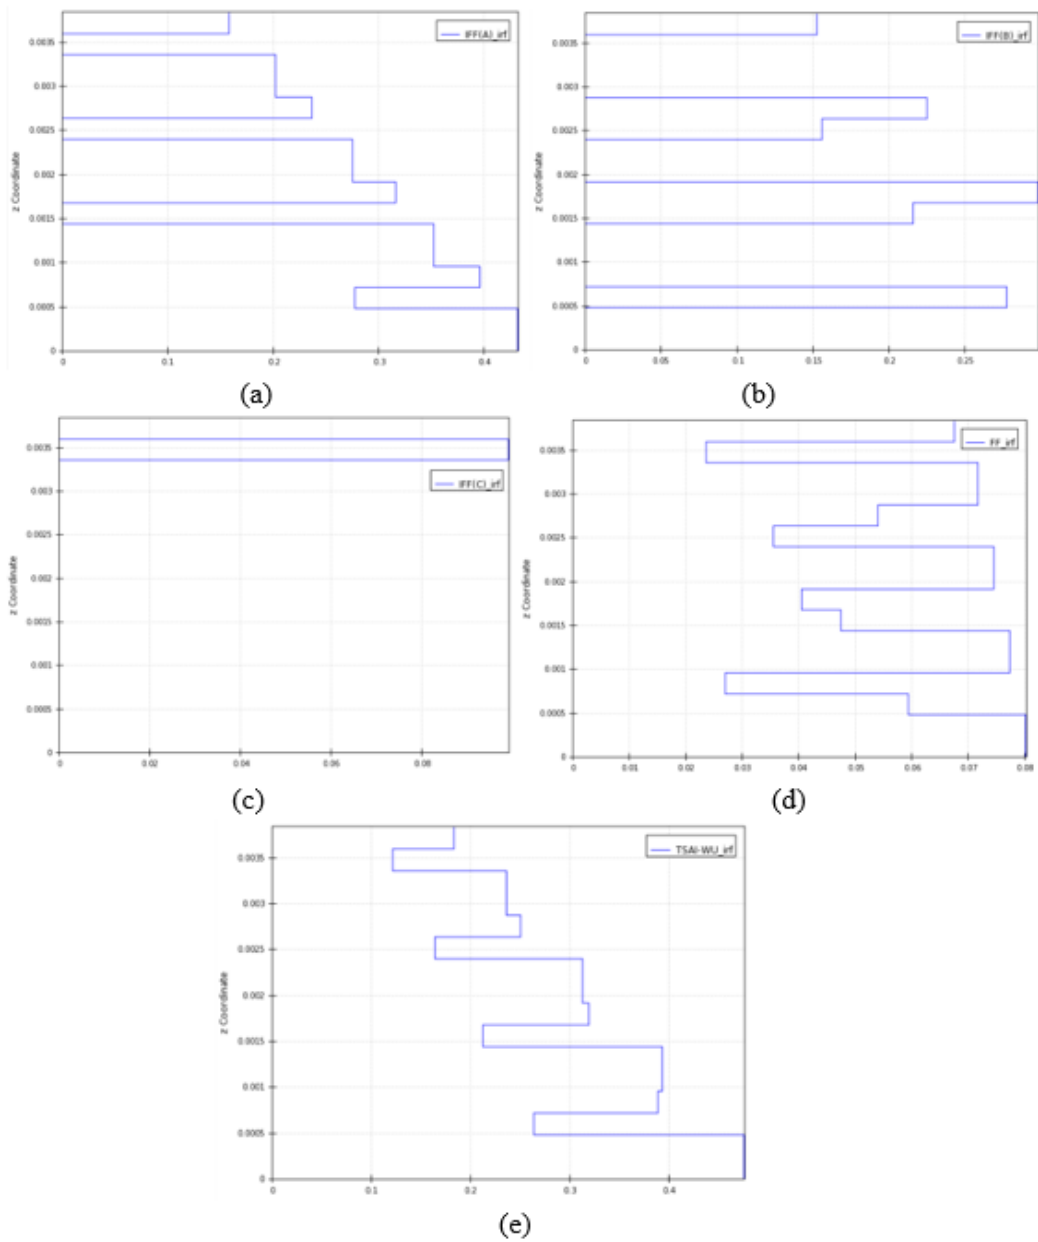 0.0035
0.003
0.0025
0.002
0.0015
0.001
0.0005
0
z Coordinate
IFF(A)_irf
0 0.1 0.2 0.3 0.4
(a)
0.0035
0.003
0.0025
0.002
0.0015
0.001
0.0005
0
z Coordinate
IFF(B)_irf
0 0.05 0.1 0.15 0.2 0.25
(b)
0.0035
0.003
0.0025
0.002
0.0015
0.001
0.0005
0
z Coordinate
IFF(C)_irf
0 0.02 0.04 0.06 0.08
(c)
0.0035
0.003
0.0025
0.002
0.0015
0.001
0.0005
0
z Coordinate
FF_irf
0 0.01 0.02 0.03 0.04 0.05 0.06 0.07 0.08
(d)
0.0035
0.003
0.0025
0.002
0.0015
0.001
0.0005
0
z Coordinate
TSAI-WU_irf
0 0.1 0.2 0.3 0.4
(e)